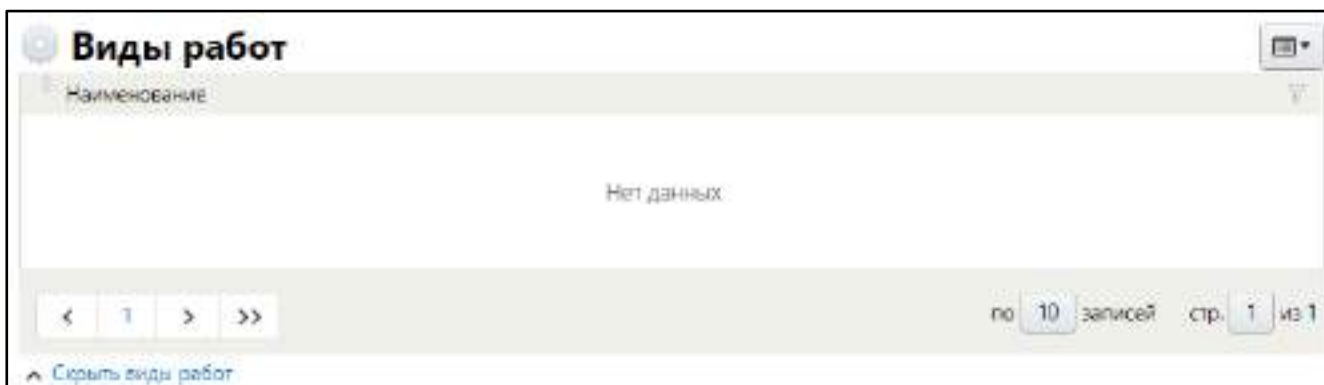 Виды работ
Наименование
Нет данных
< 1 > >> по 10 записей стр. 1 из 1
Скрыть виды работ